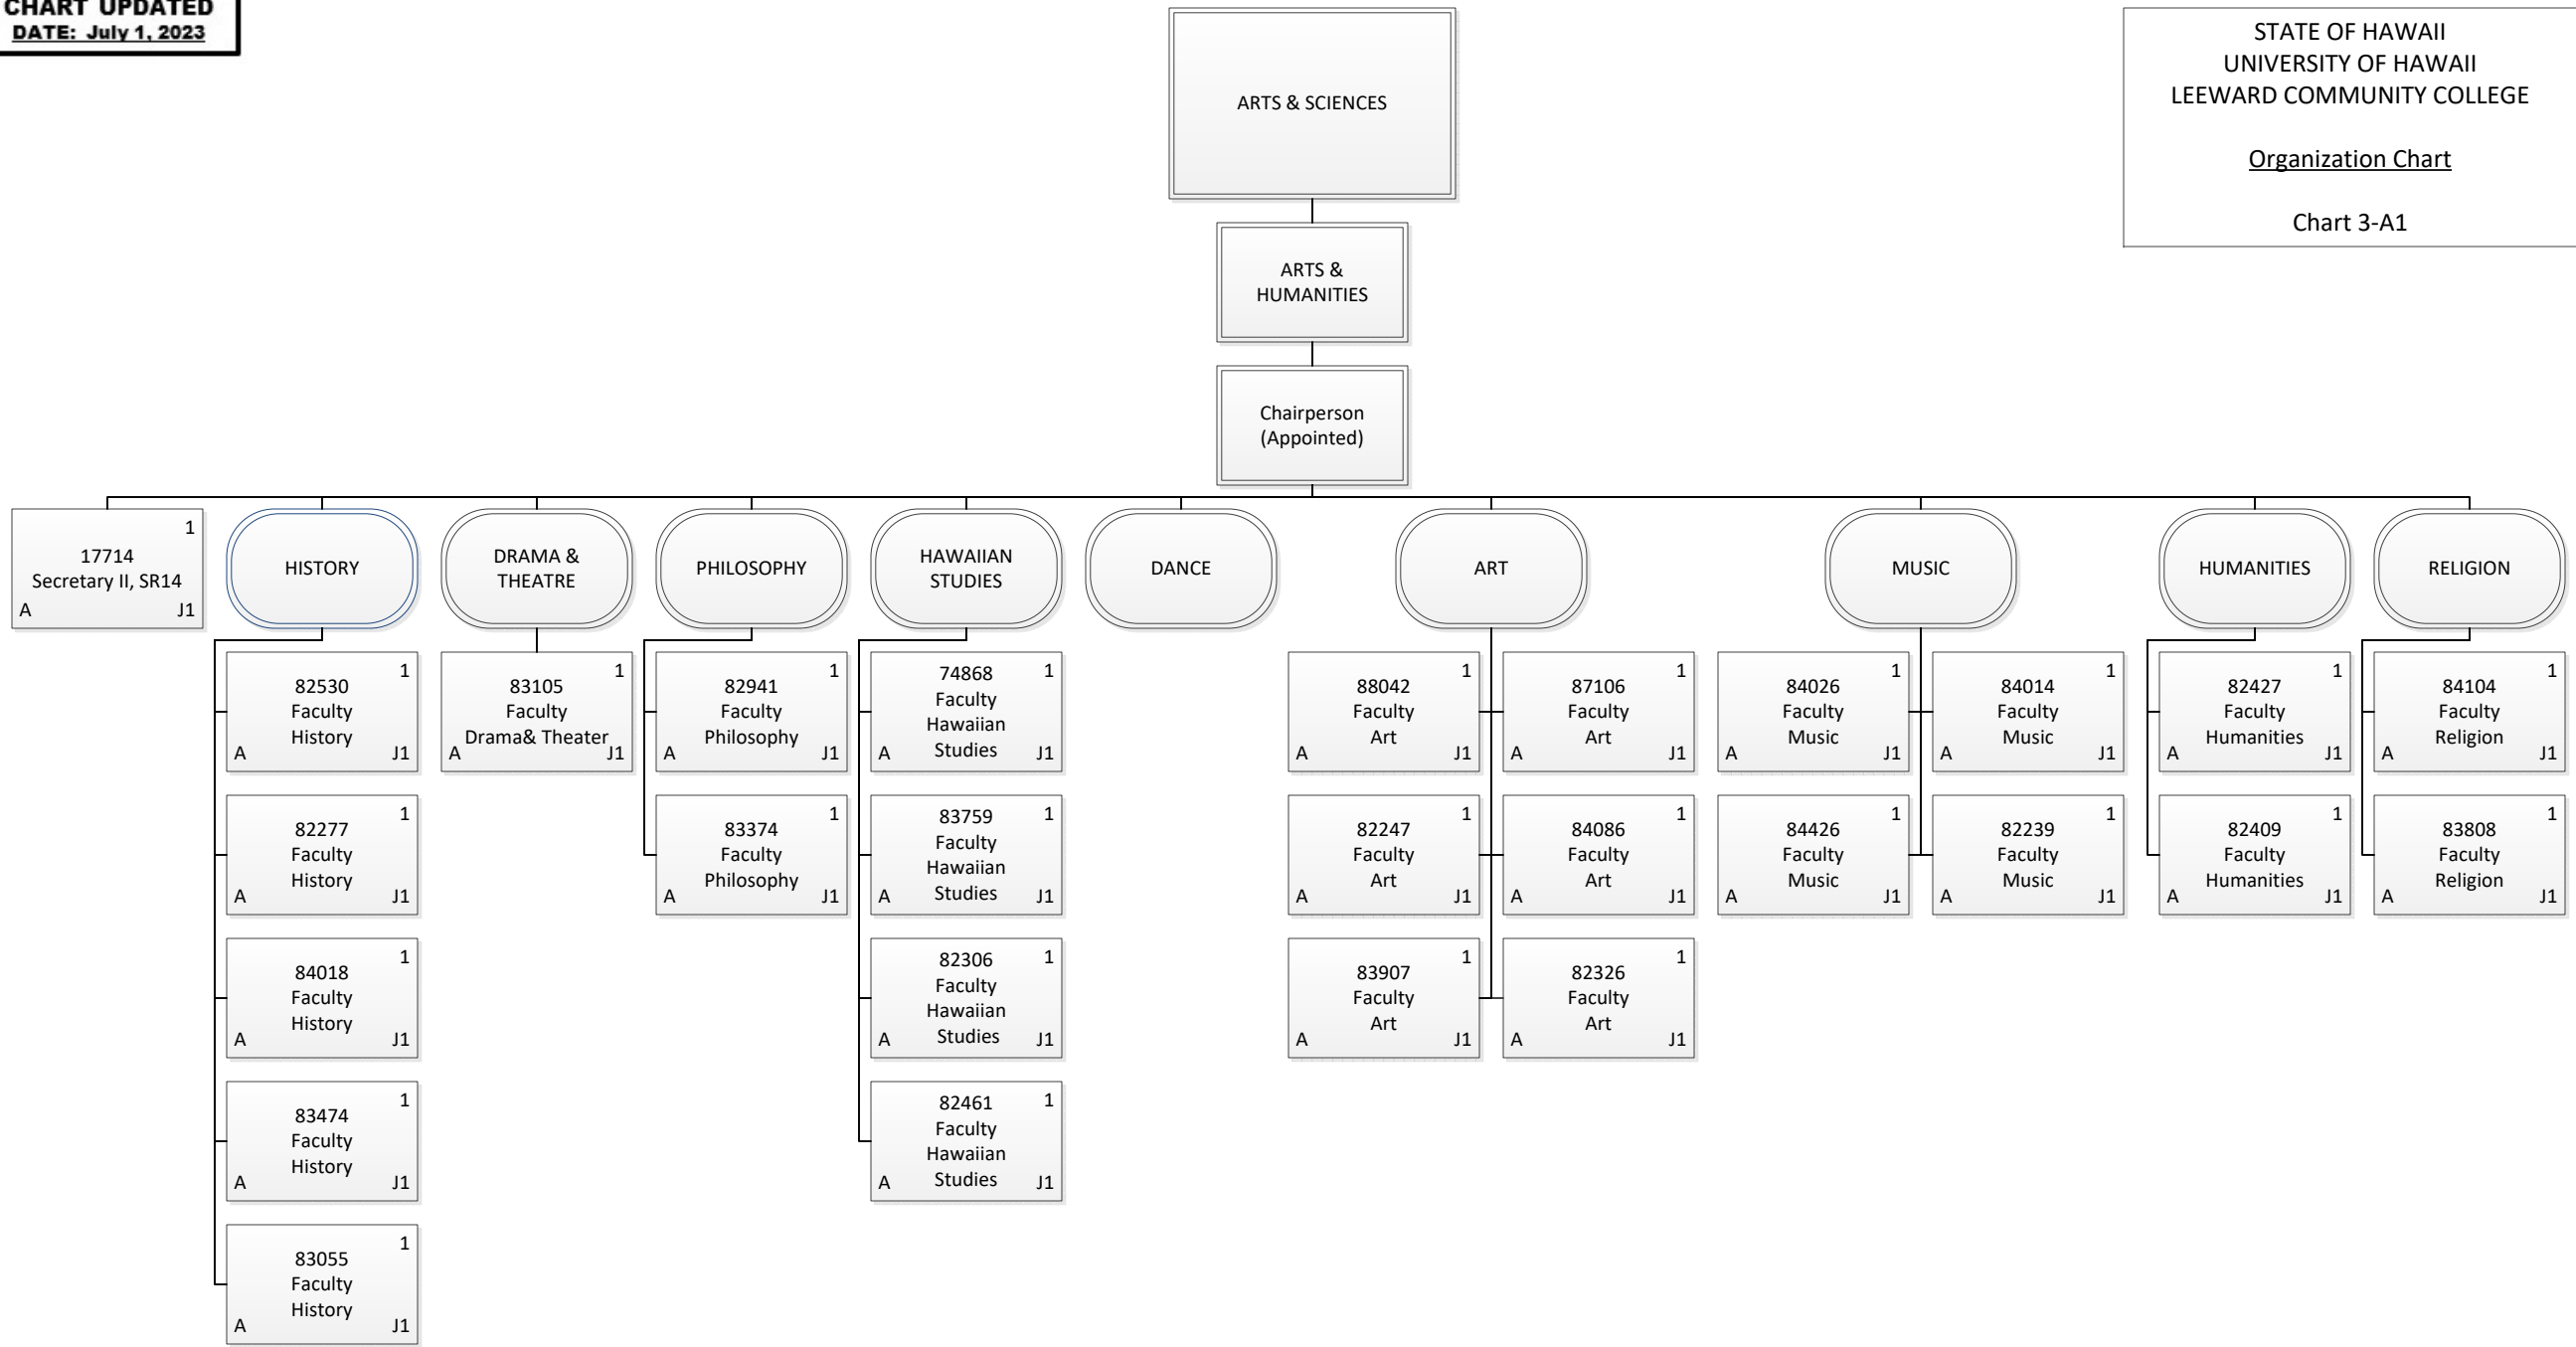 CHART UPDATED
DATE: July 1, 2023
STATE OF HAWAII
UNIVERSITY OF HAWAII
LEEWARD COMMUNITY COLLEGE
Organization Chart
Chart 3-A1
ARTS & SCIENCES
ARTS &
HUMANITIES
Chairperson
(Appointed)
1
17714
Secretary II, SR14
A J1
HISTORY
DRAMA &
THEATRE
PHILOSOPHY
HAWAIIAN
STUDIES
DANCE
ART
MUSIC
HUMANITIES
RELIGION
1
82530
Faculty
History
A J1
1
82277
Faculty
History
A J1
1
84018
Faculty
History
A J1
1
83474
Faculty
History
A J1
1
83055
Faculty
History
A J1
1
83105
Faculty
Drama& Theater
A J1
1
82941
Faculty
Philosophy
A J1
1
83374
Faculty
Philosophy
A J1
1
74868
Faculty
Hawaiian
Studies
A J1
1
83759
Faculty
Hawaiian
Studies
A J1
1
82306
Faculty
Hawaiian
Studies
A J1
1
82461
Faculty
Hawaiian
Studies
A J1
1
88042
Faculty
Art
A J1
1
87106
Faculty
Art
A J1
1
82247
Faculty
Art
A J1
1
84086
Faculty
Art
A J1
1
83907
Faculty
Art
A J1
1
82326
Faculty
Art
A J1
1
84026
Faculty
Music
A J1
1
84014
Faculty
Music
A J1
1
84426
Faculty
Music
A J1
1
82239
Faculty
Music
A J1
1
82427
Faculty
Humanities
A J1
1
82409
Faculty
Humanities
A J1
1
84104
Faculty
Religion
A J1
1
83808
Faculty
Religion
A J1